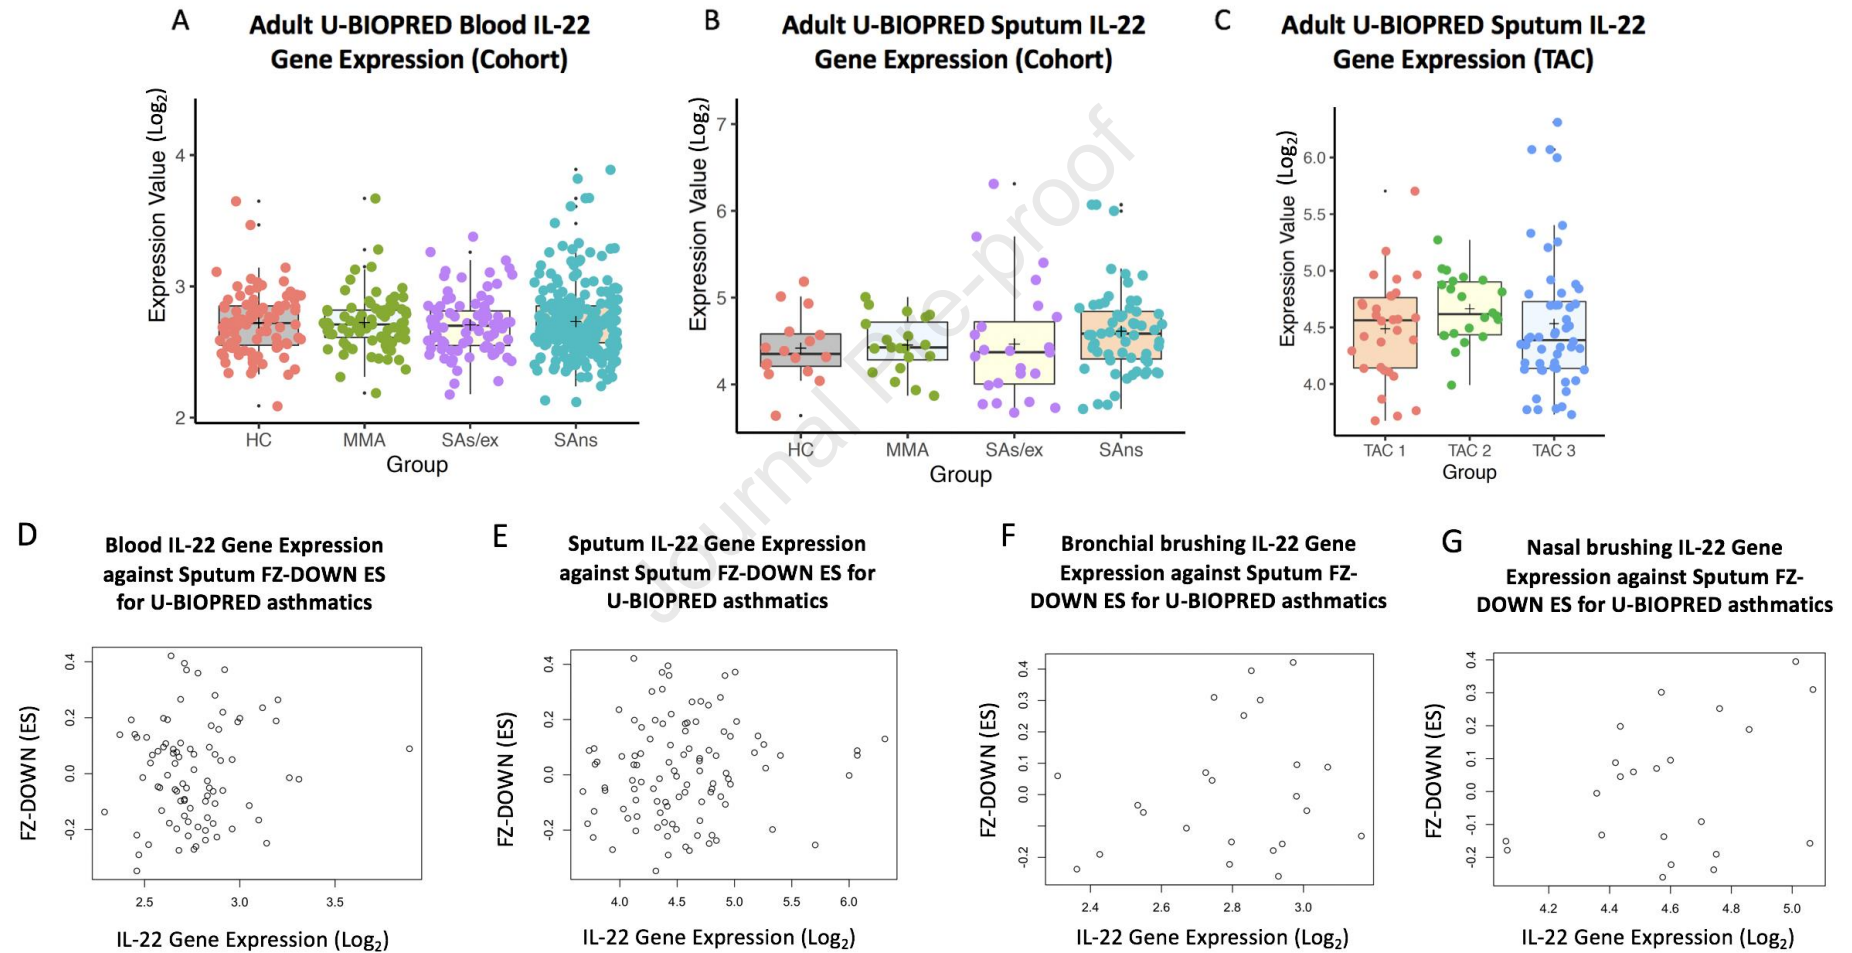 A
Adult U-BIOPRED Blood IL-22
Gene Expression (Cohort)
Expression Value (Log2)
4
3
2
HC MMA SAs/ex SAns
Group
B
Adult U-BIOPRED Sputum IL-22
Gene Expression (Cohort)
Expression Value (Log2)
7
6
5
4
HC MMA SAs/ex SAns
Group
C
Adult U-BIOPRED Sputum IL-22
Gene Expression (TAC)
Expression Value (Log2)
6.0
5.5
5.0
4.5
4.0
TAC 1 TAC 2 TAC 3
Group
Journal Pre-proof
D
Blood IL-22 Gene Expression
against Sputum FZ-DOWN ES
for U-BIOPRED asthmatics
FZ-DOWN (ES)
0.4
0.2
0.0
-0.2
2.5 3.0 3.5
IL-22 Gene Expression (Log2)
E
Sputum IL-22 Gene Expression
against Sputum FZ-DOWN ES for
U-BIOPRED asthmatics
FZ-DOWN (ES)
0.4
0.2
0.0
-0.2
4.0 4.5 5.0 5.5 6.0
IL-22 Gene Expression (Log2)
F
Bronchial brushing IL-22 Gene
Expression against Sputum FZ-
DOWN ES for U-BIOPRED asthmatics
FZ-DOWN (ES)
0.4
0.3
0.2
0.1
0.0
-0.2
2.4 2.6 2.8 3.0
IL-22 Gene Expression (Log2)
G
Nasal brushing IL-22 Gene
Expression against Sputum FZ-
DOWN ES for U-BIOPRED asthmatics
FZ-DOWN (ES)
0.4
0.3
0.2
0.1
0.0
-0.1
-0.2
4.2 4.4 4.6 4.8 5.0
IL-22 Gene Expression (Log2)